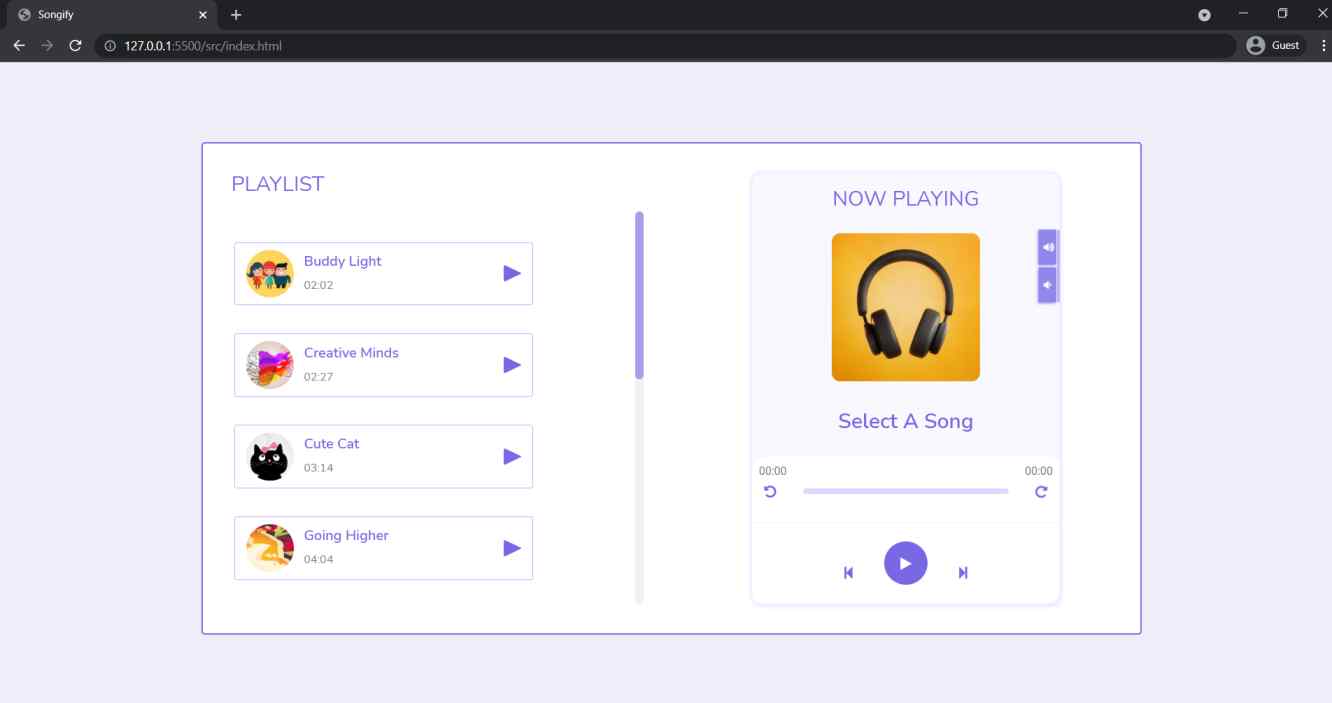 Songify
127.0.0.1:5500/src/index.html
Guest
PLAYLIST
Buddy Light
02:02
Creative Minds
02:27
Cute Cat
03:14
Going Higher
04:04
NOW PLAYING
Select A Song
00:00 00:00